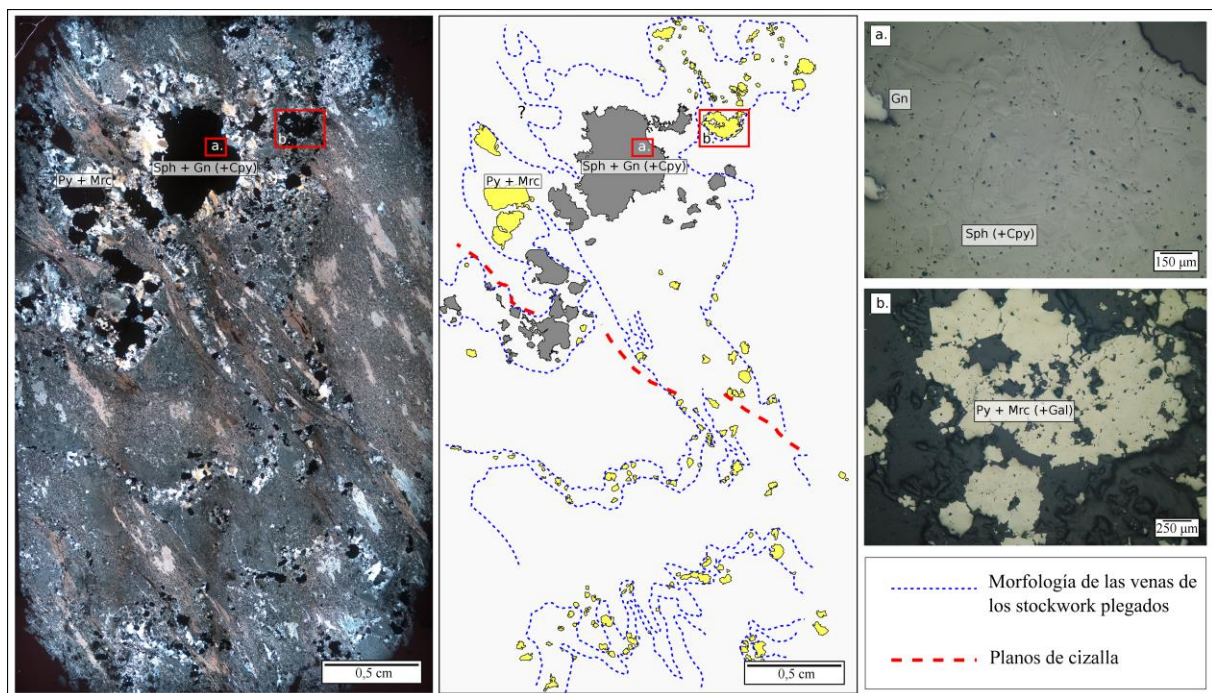 a.
b.
Sph + Gn (+Cpy)
Py + Mrc
0,5 cm
?
b.
a.
Sph + Gn (+Cpy)
Py + Mrc
0,5 cm
a.
Gn
Sph (+Cpy)
150 µm
b.
Py + Mrc (+Gal)
250 µm
Morfología de las venas de
los stockwork plegados
Planos de cizalla